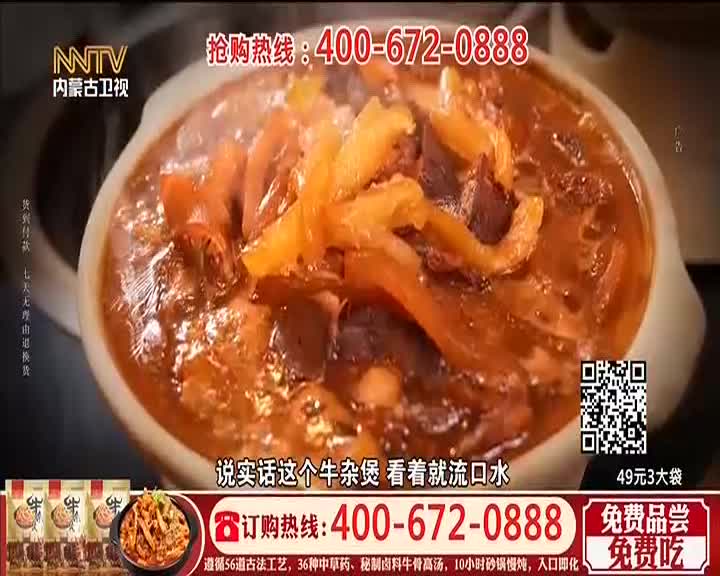 抢购热线：400-672-0888
NNTV
内蒙古卫视
广告
货到付款 七天无理由退换货
49元3大袋
说实话这个牛杂煲 看着就流口水
订购热线:400-672-0888
免费品尝
免费吃
遵循56道古法工艺，36种中草药、秘制卤料牛骨高汤，10小时砂锅慢炖，入口即化